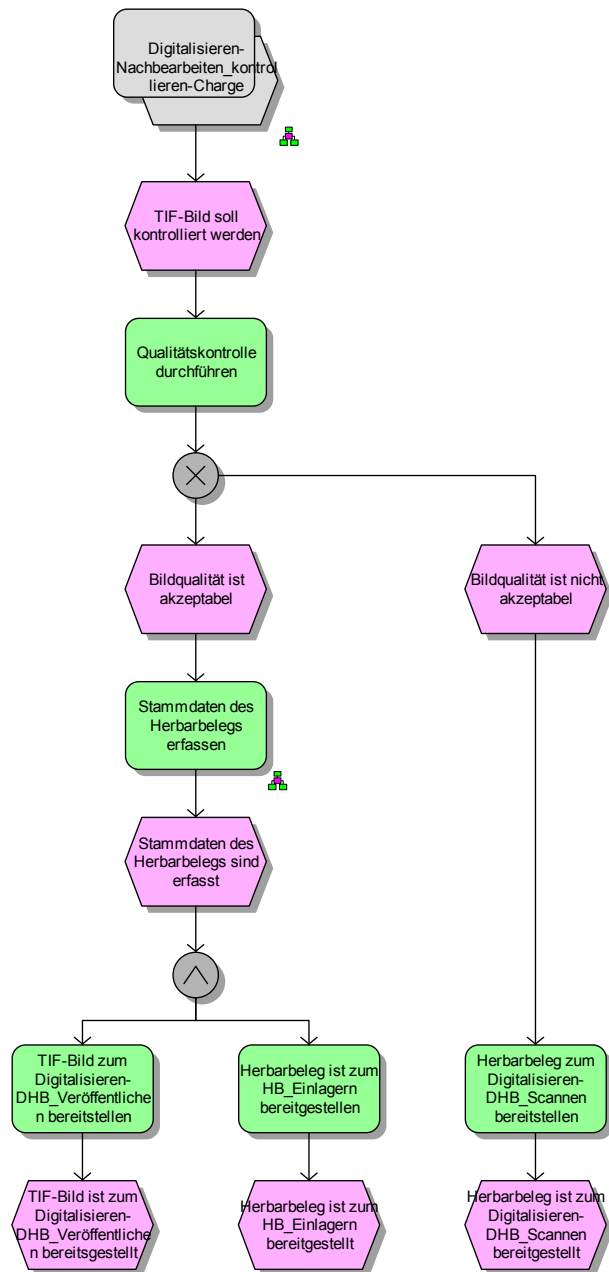 Digitalisieren-
Nachbearbeiten_kontrol
lieren-Charge
TIF-Bild soll
kontrolliert werden
Qualitätskontrolle
durchführen
Bildqualität ist
akzeptabel
Bildqualität ist nicht
akzeptabel
Stammdaten des
Herbarbelegs
erfassen
Stammdaten des
Herbarbelegs sind
erfasst
TIF-Bild zum
Digitalisieren-
DHB_Veröffentliche
n bereitstellen
Herbarbeleg ist zum
HB_Einlagern
bereitgestellen
Herbarbeleg zum
Digitalisieren-
DHB_Scannen
bereitstellen
TIF-Bild ist zum
Digitalisieren-
DHB_Veröffentliche
n bereitsgestellt
Herbarbeleg ist zum
HB_Einlagern
bereitgestellt
Herbarbeleg ist zum
Digitalisieren-
DHB_Scannen
bereitgestellt